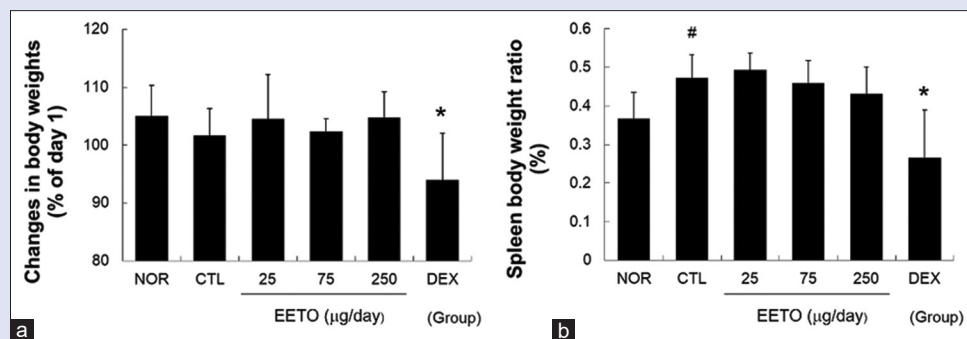 Changes in body weights
(% of day 1)
120
110
100
90
80
*
NOR CTL 25 75 250 DEX
EETO (μg/day) (Group)
a
Spleen body weight ratio
(%)
0.6
0.5
0.4
0.3
0.2
0.1
0
#
*
NOR CTL 25 75 250 DEX
EETO (μg/day) (Group)
b